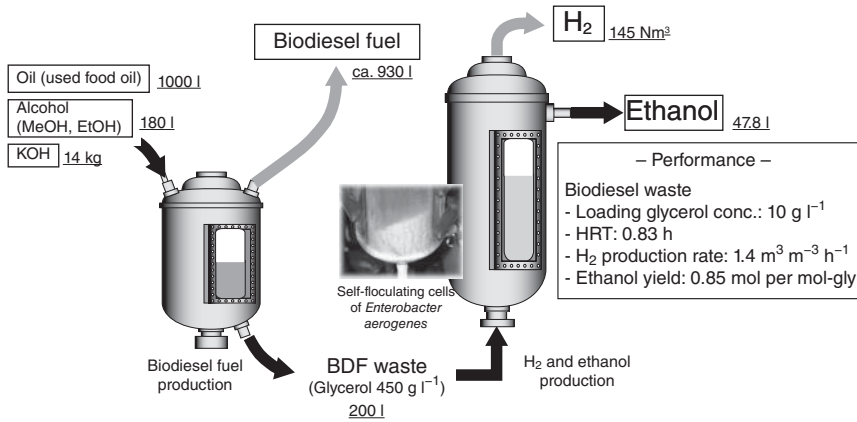 Oil (used food oil) 1000 l
Alcohol
(MeOH, EtOH) 180 l
KOH 14 kg
Biodiesel fuel
ca. 930 l
H2
145 Nm3
Ethanol
47.8 l
– Performance –
Biodiesel waste
- Loading glycerol conc.: 10 g l−1
- HRT: 0.83 h
- H2 production rate: 1.4 m3 m−3 h−1
- Ethanol yield: 0.85 mol per mol-gly
Self-floculating cells
of Enterobacter
aerogenes
Biodiesel fuel
production
BDF waste
(Glycerol 450 g l−1)
200 l
H2 and ethanol
production